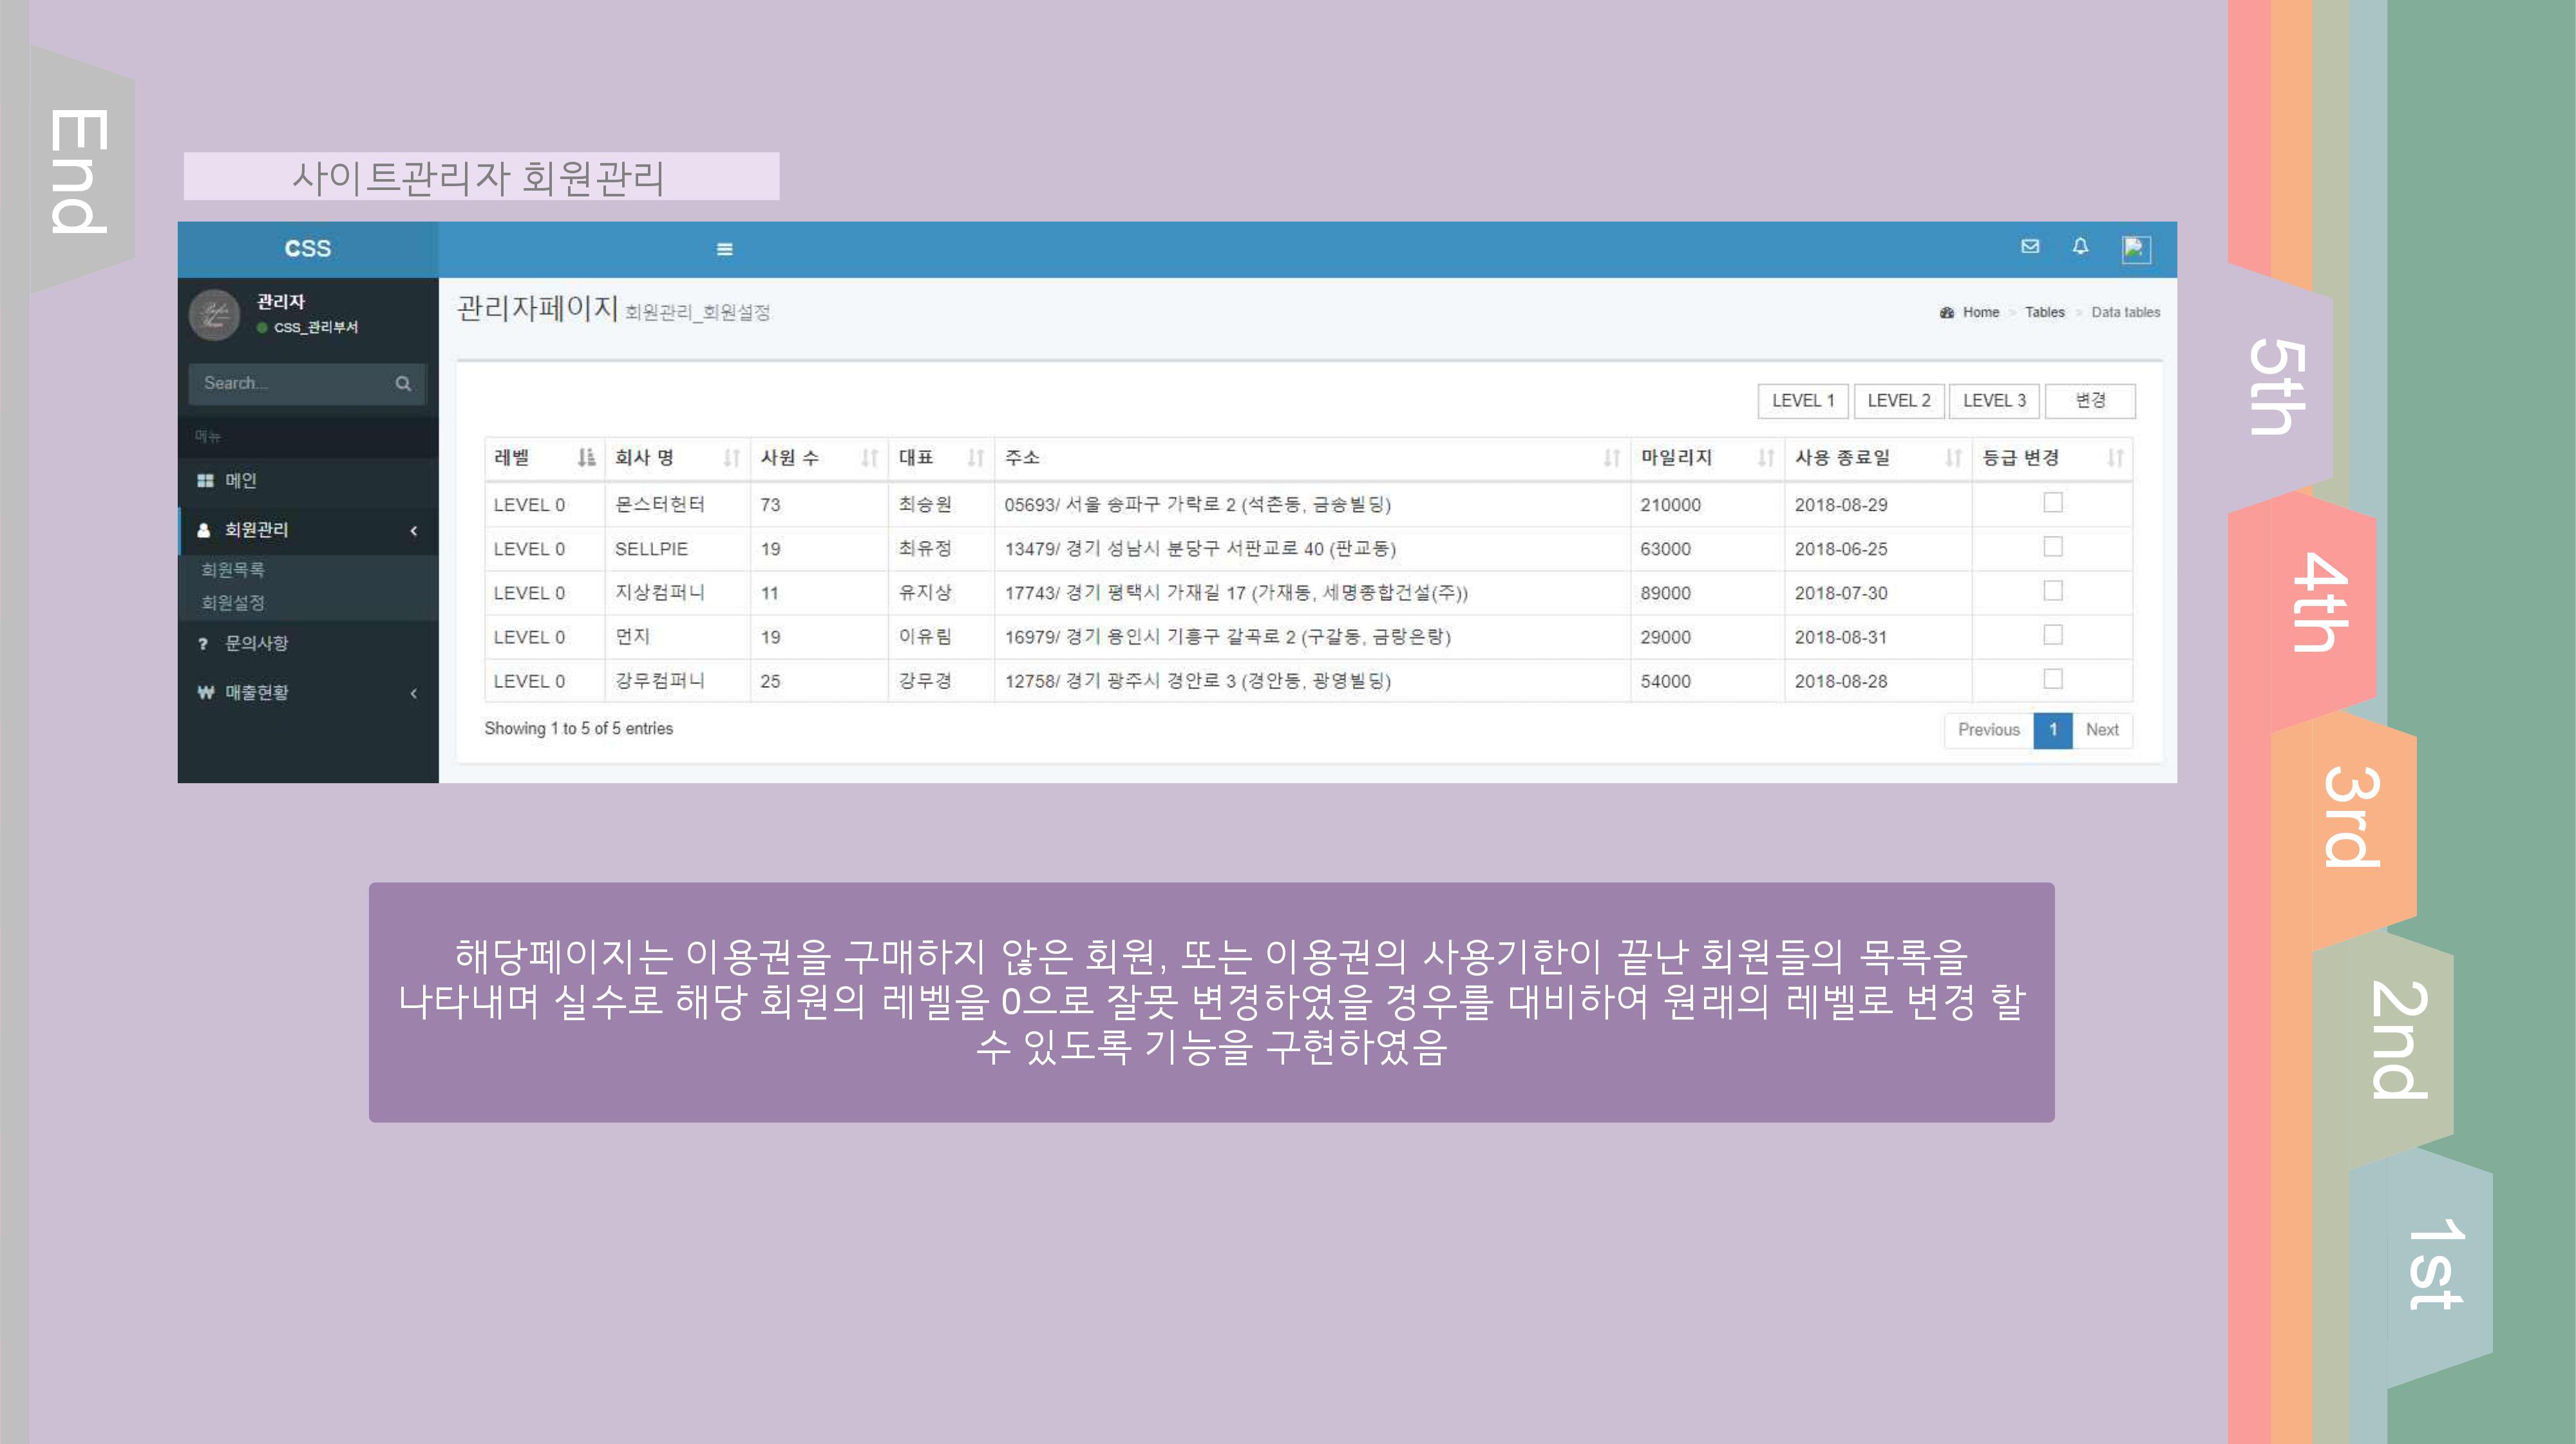 End
사이트관리자 회원관리
CSS
관리자
CSS_관리부서
Search...
메뉴
메인
회원관리
회원목록
회원설정
문의사항
매출현황
관리자페이지 회원관리_회원설정
Home > Tables > Data tables
LEVEL 1 LEVEL 2 LEVEL 3 변경
레벨 회사 명 사원 수 대표 주소 마일리지 사용 종료일 등급 변경
LEVEL 0 몬스터헌터 73 최승원 05693/ 서울 송파구 가락로 2 (석촌동, 금송빌딩) 210000 2018-08-29
LEVEL 0 SELLPIE 19 최유정 13479/ 경기 성남시 분당구 서판교로 40 (판교동) 63000 2018-06-25
LEVEL 0 지상컴퍼니 11 유지상 17743/ 경기 평택시 가재길 17 (가재동, 세명종합건설(주)) 89000 2018-07-30
LEVEL 0 먼지 19 이유림 16979/ 경기 용인시 기흥구 갈곡로 2 (구갈동, 금랑은랑) 29000 2018-08-31
LEVEL 0 강무컴퍼니 25 강무경 12758/ 경기 광주시 경안로 3 (경안동, 광영빌딩) 54000 2018-08-28
Showing 1 to 5 of 5 entries
Previous 1 Next
해당페이지는 이용권을 구매하지 않은 회원, 또는 이용권의 사용기한이 끝난 회원들의 목록을
나타내며 실수로 해당 회원의 레벨을 0으로 잘못 변경하였을 경우를 대비하여 원래의 레벨로 변경 할
수 있도록 기능을 구현하였음
5th
4th
3rd
2nd
1st